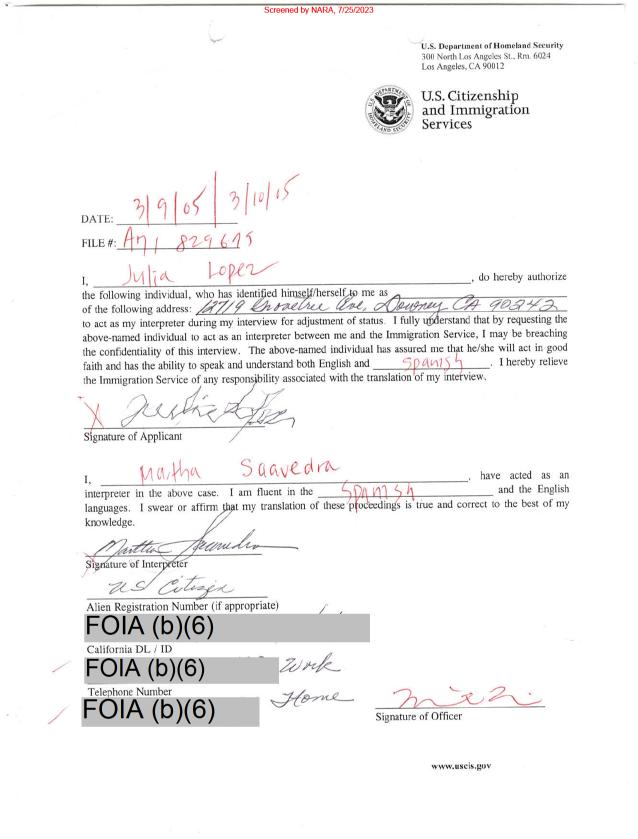 Screened by NARA, 7/25/2023
U.S. Department of Homeland Security
300 North Los Angeles St., Rm. 6024
Los Angeles, CA 90012
U.S. DEPARTMENT OF HOMELAND SECURITY
U.S. Citizenship
and Immigration
Services
DATE: 3/9/05 | 3/10/05
FILE #: A71 829675
I, Julia Lopez, do hereby authorize
the following individual, who has identified himself/herself to me as
of the following address: 12719 Grovetree Ave, Downey CA 90242
to act as my interpreter during my interview for adjustment of status. I fully understand that by requesting the
above-named individual to act as an interpreter between me and the Immigration Service, I may be breaching
the confidentiality of this interview. The above-named individual has assured me that he/she will act in good
faith and has the ability to speak and understand both English and Spanish. I hereby relieve
the Immigration Service of any responsibility associated with the translation of my interview.
X
Signature of Applicant
I, Martha Saavedra, have acted as an
interpreter in the above case. I am fluent in the Spanish and the English
languages. I swear or affirm that my translation of these proceedings is true and correct to the best of my
knowledge.
Martha Saavedra
Signature of Interpreter
US Citizen
Alien Registration Number (if appropriate)
FOIA (b)(6)
California DL / ID
FOIA (b)(6) Work
Telephone Number
FOIA (b)(6) Home
Signature of Officer
www.uscis.gov